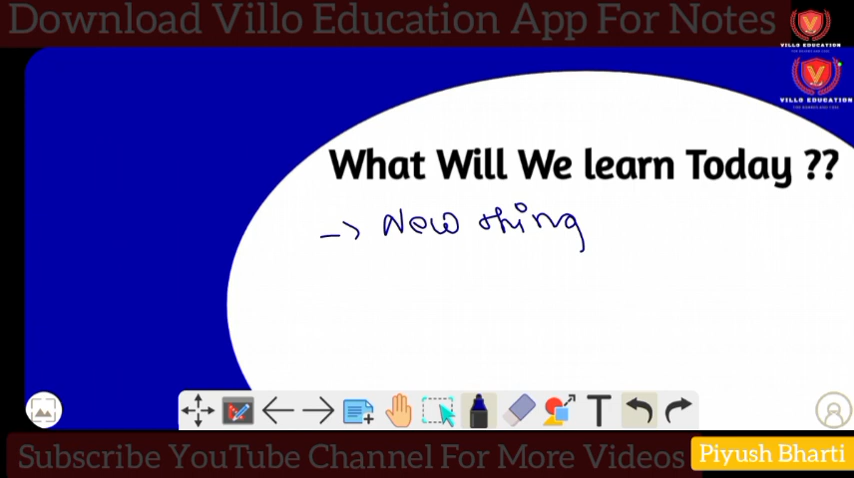 Download Villo Education App For Notes
VILLO EDUCATION
VILLO EDUCATION
What Will We learn Today ??
-> New thing
T
Subscribe YouTube Channel For More Videos
Piyush Bharti